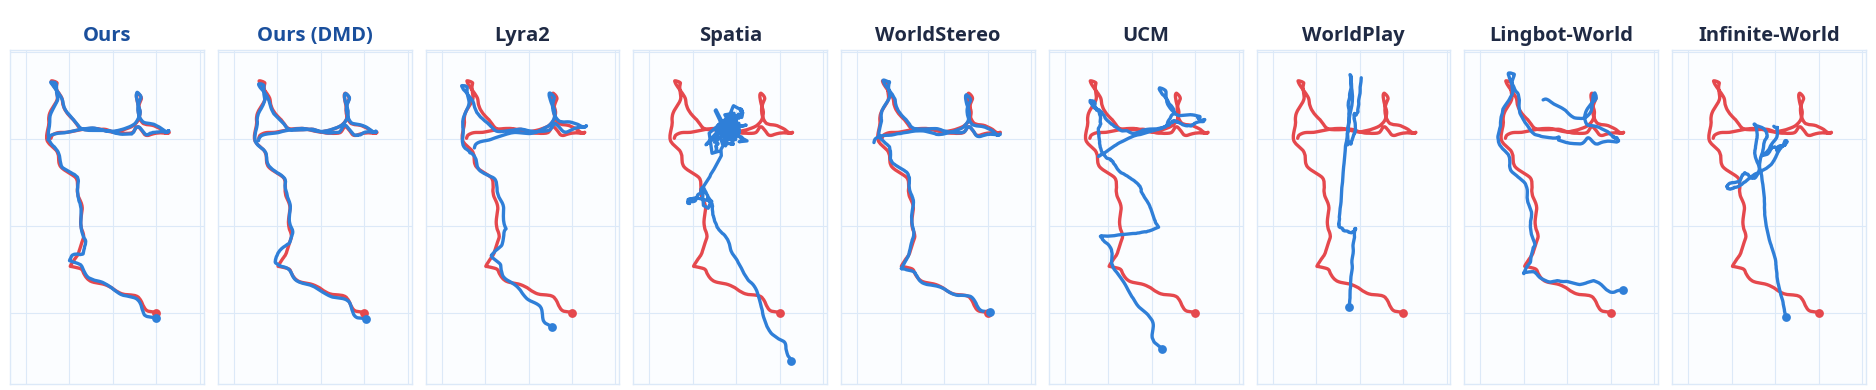 Ours
Ours (DMD)
Lyra2
Spatia
WorldStereo
UCM
WorldPlay
Lingbot-World
Infinite-World